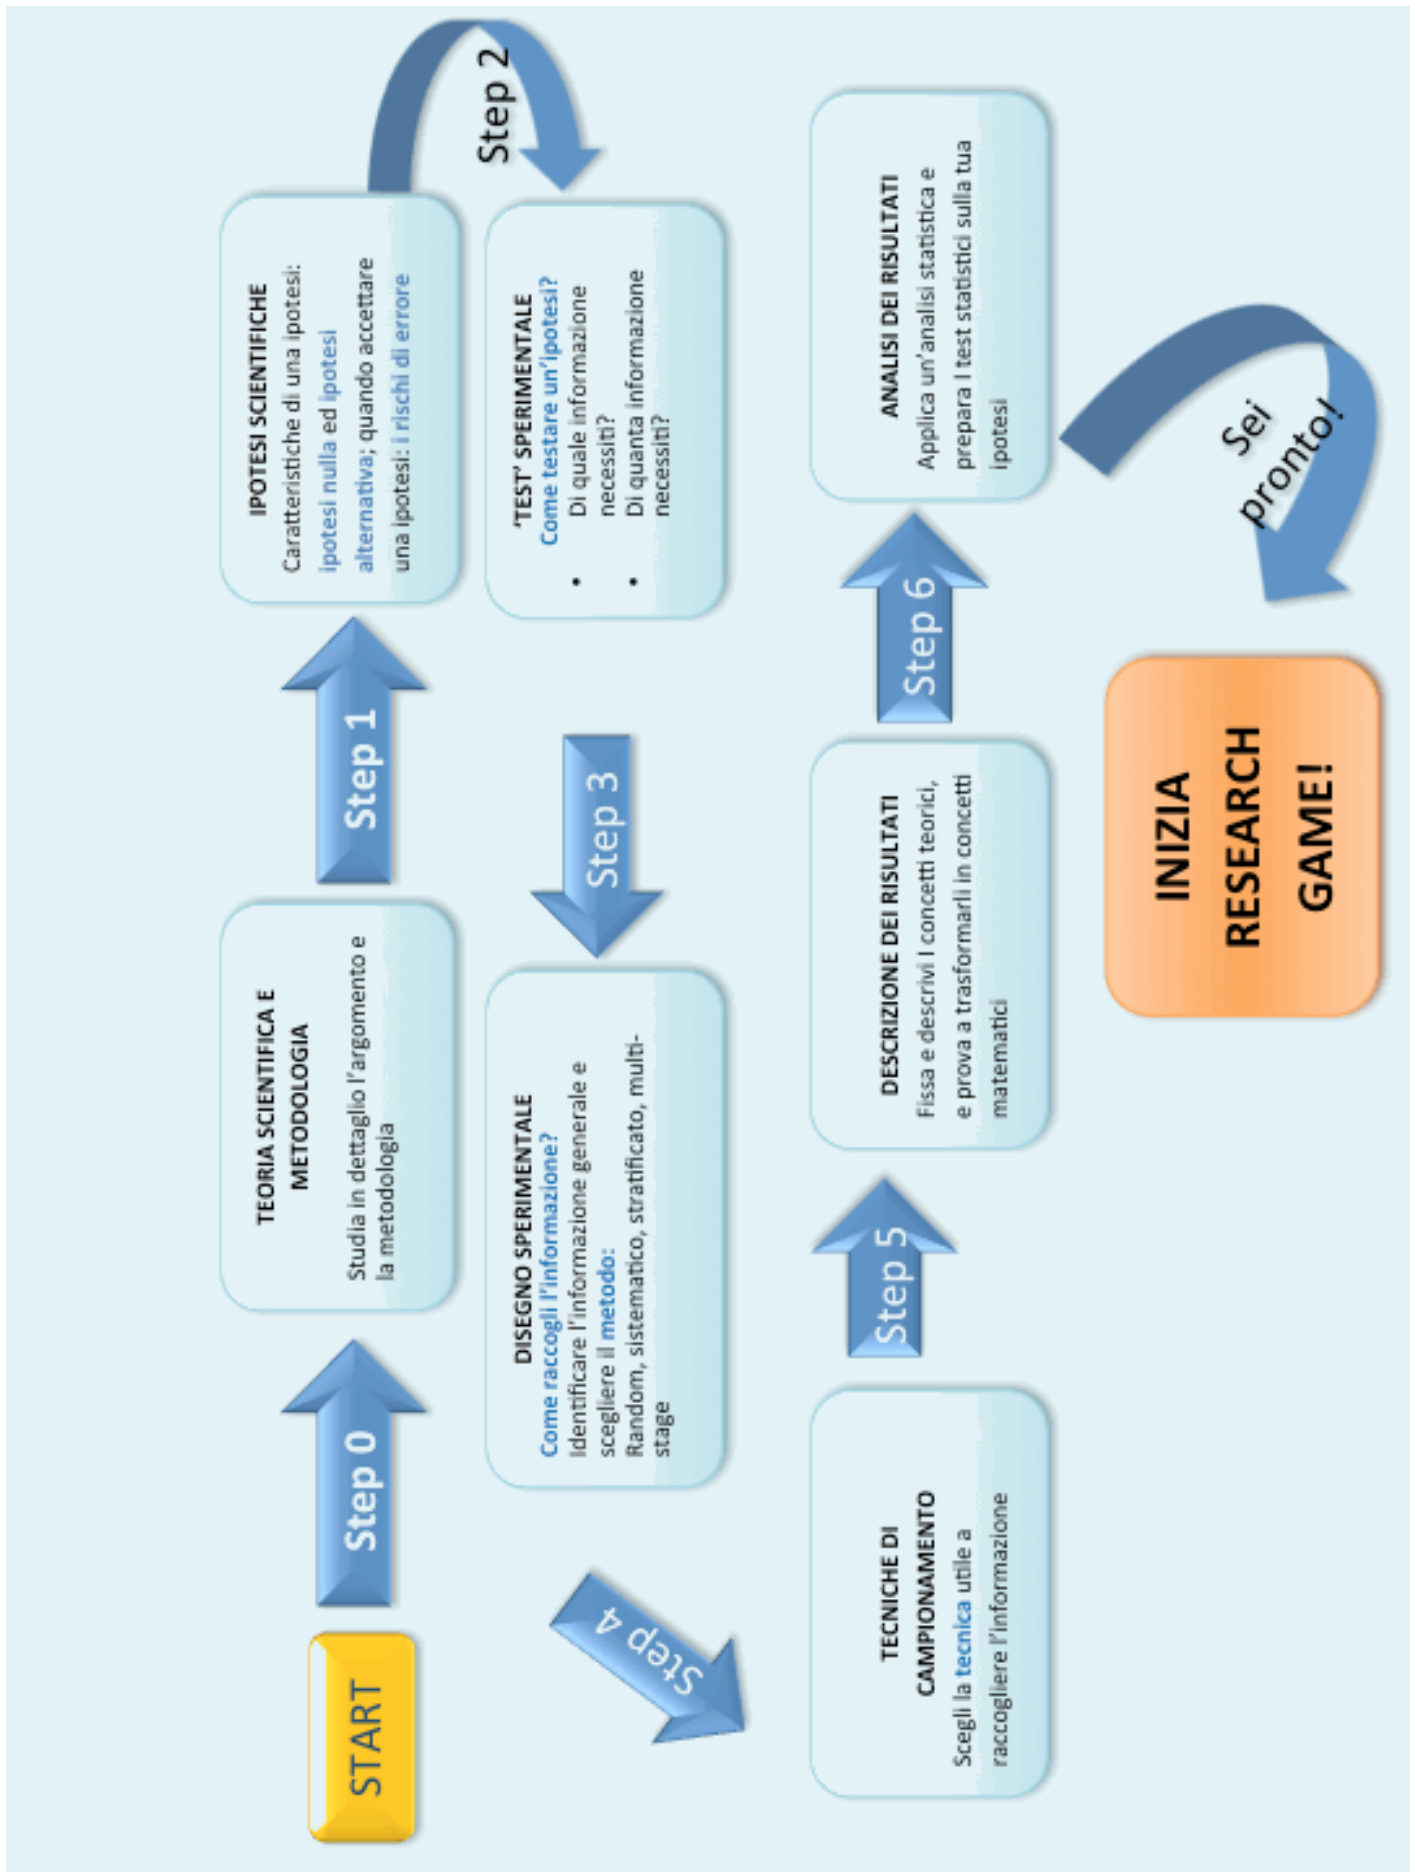 START
Step 0
TEORIA SCIENTIFICA E
METODOLOGIA
Studia in dettaglio l'argomento e
la metodologia
Step 1
IPOTESI SCIENTIFICHE
Caratteristiche di una ipotesi:
ipotesi nulla ed ipotesi
alternativa; quando accettare
una ipotesi: i rischi di errore
Step 2
'TEST' SPERIMENTALE
Come testare un'ipotesi?
• Di quale informazione
necessiti?
• Di quanta informazione
necessiti?
Step 3
DISEGNO SPERIMENTALE
Come raccogli l'informazione?
Identificare l'informazione generale e
scegliere il metodo:
Random, sistematico, stratificato, multi-
stage
Step 4
TECNICHE DI
CAMPIONAMENTO
Scegli la tecnica utile a
raccogliere l'informazione
Step 5
DESCRIZIONE DEI RISULTATI
Fissa e descrivi I concetti teorici,
e prova a trasformarli in concetti
matematici
Step 6
ANALISI DEI RISULTATI
Applica un'analisi statistica e
prepara I test statistici sulla tua
ipotesi
Sei
pronto!
INIZIA
RESEARCH
GAME!